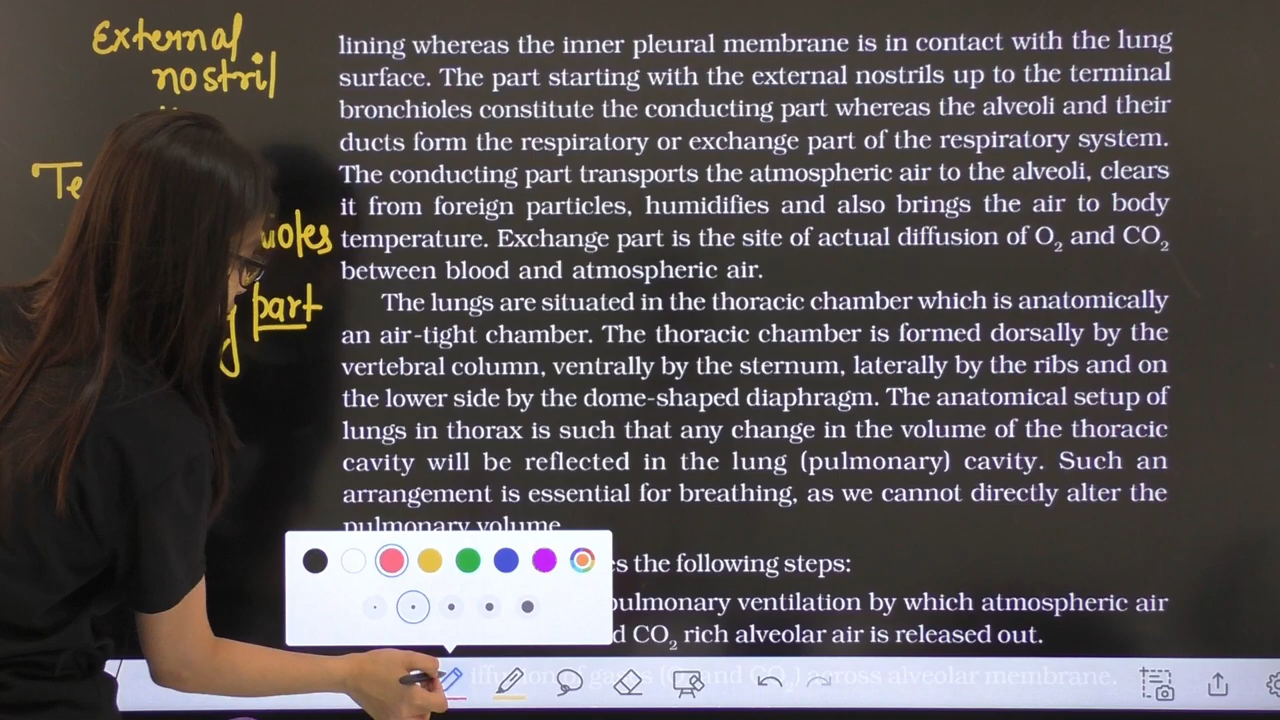 External
nostril
Te
ioles
part
lining whereas the inner pleural membrane is in contact with the lung
surface. The part starting with the external nostrils up to the terminal
bronchioles constitute the conducting part whereas the alveoli and their
ducts form the respiratory or exchange part of the respiratory system.
The conducting part transports the atmospheric air to the alveoli, clears
it from foreign particles, humidifies and also brings the air to body
temperature. Exchange part is the site of actual diffusion of O₂ and CO₂
between blood and atmospheric air.
The lungs are situated in the thoracic chamber which is anatomically
an air-tight chamber. The thoracic chamber is formed dorsally by the
vertebral column, ventrally by the sternum, laterally by the ribs and on
the lower side by the dome-shaped diaphragm. The anatomical setup of
lungs in thorax is such that any change in the volume of the thoracic
cavity will be reflected in the lung (pulmonary) cavity. Such an
arrangement is essential for breathing, as we cannot directly alter the
pulmonary volume
es the following steps:
pulmonary ventilation by which atmospheric air
d CO₂ rich alveolar air is released out.
iffusion of gases (O₂ and CO₂) across alveolar membrane.